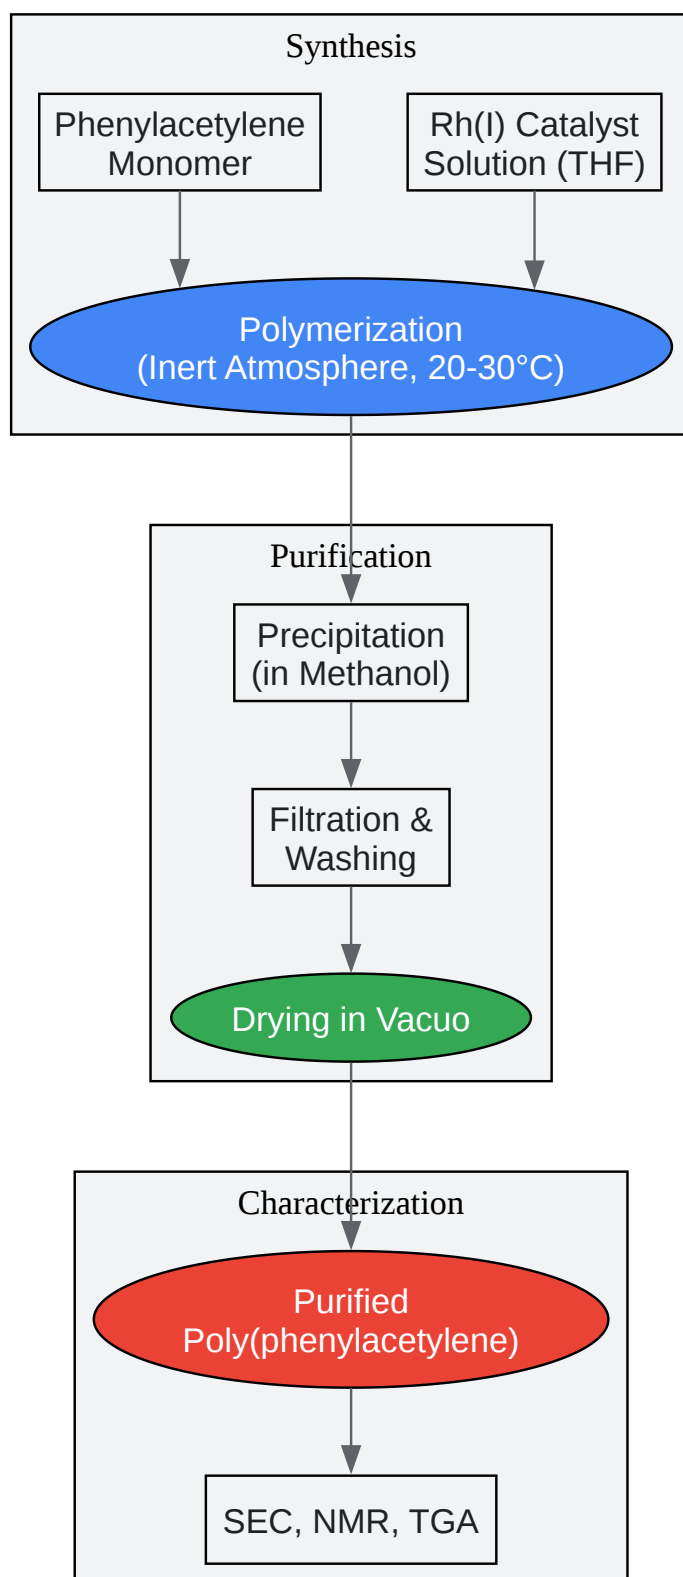 Synthesis
Phenylacetylene
Monomer
Rh(I) Catalyst
Solution (THF)
Polymerization
(Inert Atmosphere, 20-30°C)
Purification
Precipitation
(in Methanol)
Filtration &
Washing
Drying in Vacuo
Characterization
Purified
Poly(phenylacetylene)
SEC, NMR, TGA